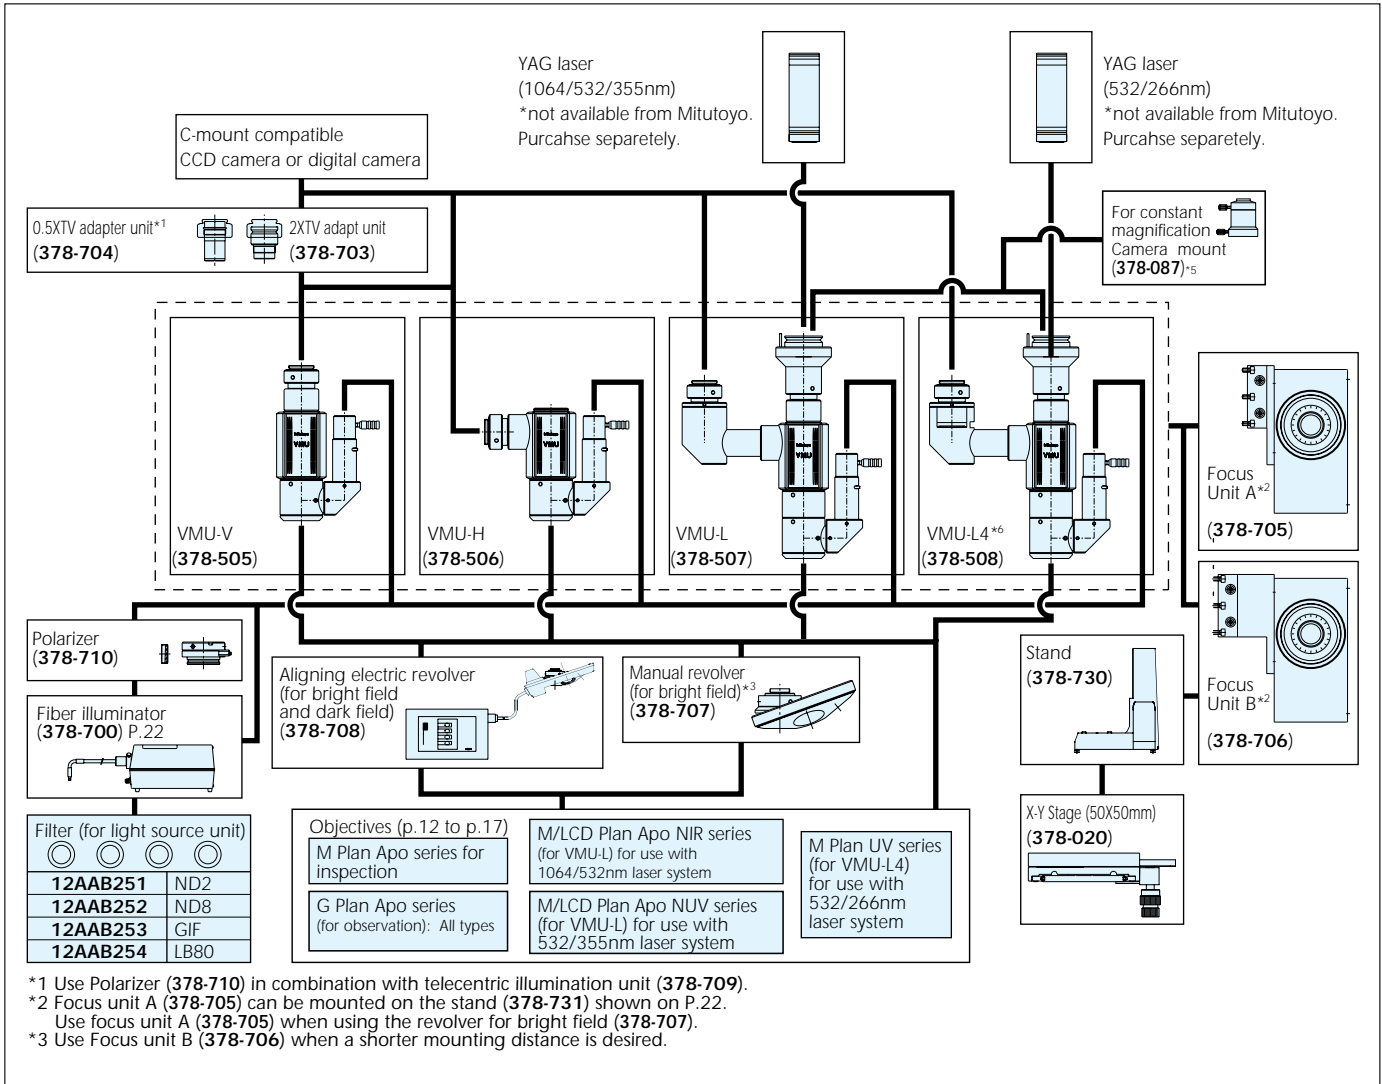 YAG laser
(1064/532/355nm)
*not available from Mitutoyo.
Purcahse separetely.
YAG laser
(532/266nm)
*not available from Mitutoyo.
Purcahse separetely.
C-mount compatible
CCD camera or digital camera
0.5XTV adapter unit*1
(378-704)
2XTV adapt unit
(378-703)
For constant
magnification
Camera mount
(378-087)*5
VMU
VMU-V
(378-505)
VMU
VMU-H
(378-506)
VMU
VMU-L
(378-507)
VMU
VMU-L4*6
(378-508)
Focus
Unit A*2
(378-705)
Focus
Unit B*2
(378-706)
Polarizer
(378-710)
Fiber illuminator
(378-700) P.22
Aligning electric revolver
(for bright field
and dark field)
(378-708)
Manual revolver
(for bright field)*3
(378-707)
Stand
(378-730)
X-Y Stage (50X50mm)
(378-020)
Filter (for light source unit)
12AAB251 ND2
12AAB252 ND8
12AAB253 GIF
12AAB254 LB80
Objectives (p.12 to p.17)
M Plan Apo series for
inspection
G Plan Apo series
(for observation): All types
M/LCD Plan Apo NIR series
(for VMU-L) for use with
1064/532nm laser system
M/LCD Plan Apo NUV series
(for VMU-L) for use with
532/355nm laser system
M Plan UV series
(for VMU-L4)
for use with
532/266nm
laser system
*1 Use Polarizer (378-710) in combination with telecentric illumination unit (378-709).
*2 Focus unit A (378-705) can be mounted on the stand (378-731) shown on P.22.
Use focus unit A (378-705) when using the revolver for bright field (378-707).
*3 Use Focus unit B (378-706) when a shorter mounting distance is desired.